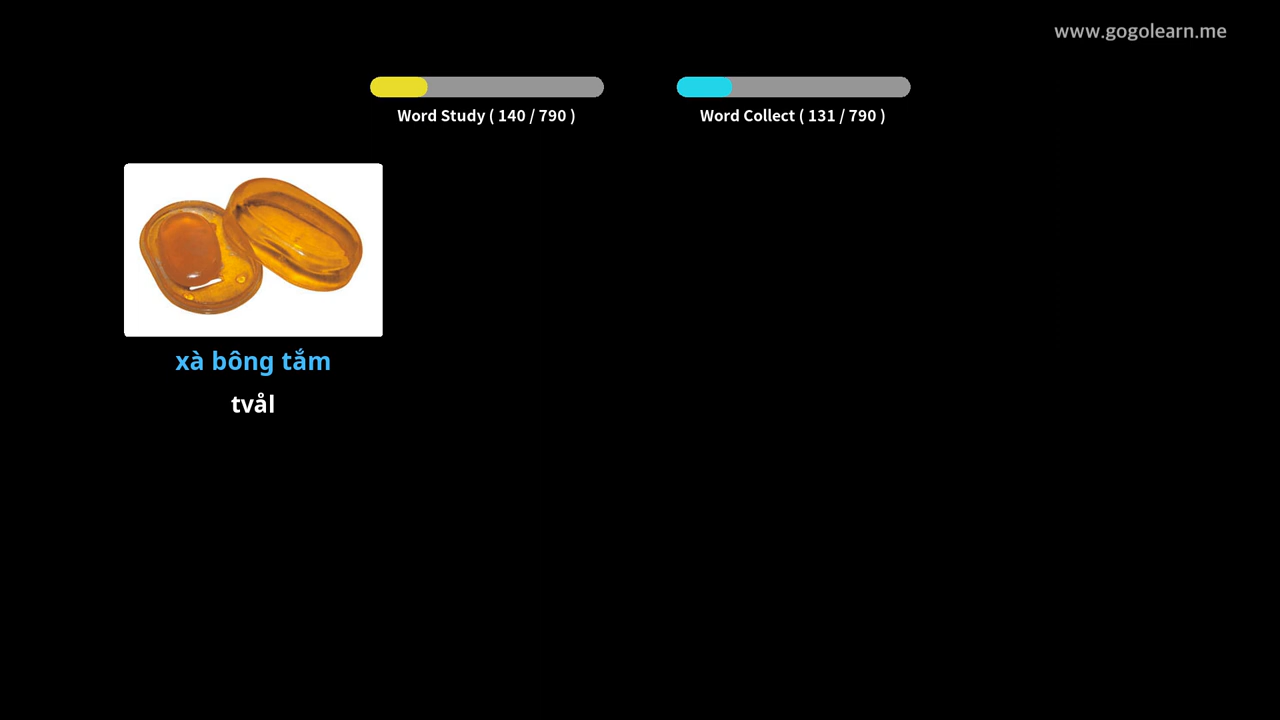 www.gogolearn.me
Word Study ( 140 / 790 )
Word Collect ( 131 / 790 )
xà bông tắm
tvål